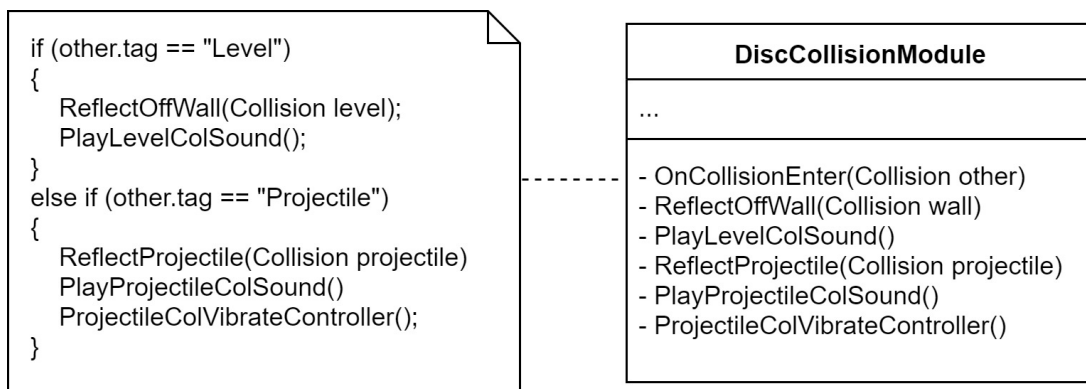 if (other.tag == "Level")
{
ReflectOffWall(Collision level);
PlayLevelColSound();
}
else if (other.tag == "Projectile")
{
ReflectProjectile(Collision projectile)
PlayProjectileColSound()
ProjectileColVibrateController();
}
DiscCollisionModule
...
- OnCollisionEnter(Collision other)
- ReflectOffWall(Collision wall)
- PlayLevelColSound()
- ReflectProjectile(Collision projectile)
- PlayProjectileColSound()
- ProjectileColVibrateController()